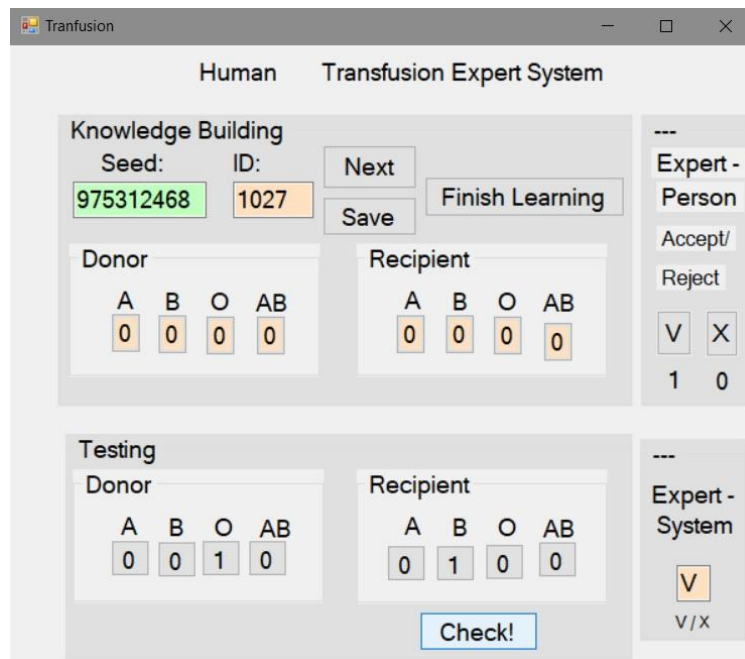 Tranfusion
Human Transfusion Expert System
Knowledge Building
Seed: ID:
975312468 1027 Next
Save
Finish Learning
Donor
A B O AB
0 0 0 0
Recipient
A B O AB
0 0 0 0
---
Expert -
Person
Accept/
Reject
V X
1 0
Testing
Donor
A B O AB
0 0 1 0
Recipient
A B O AB
0 1 0 0
Check!
---
Expert -
System
V
V / X